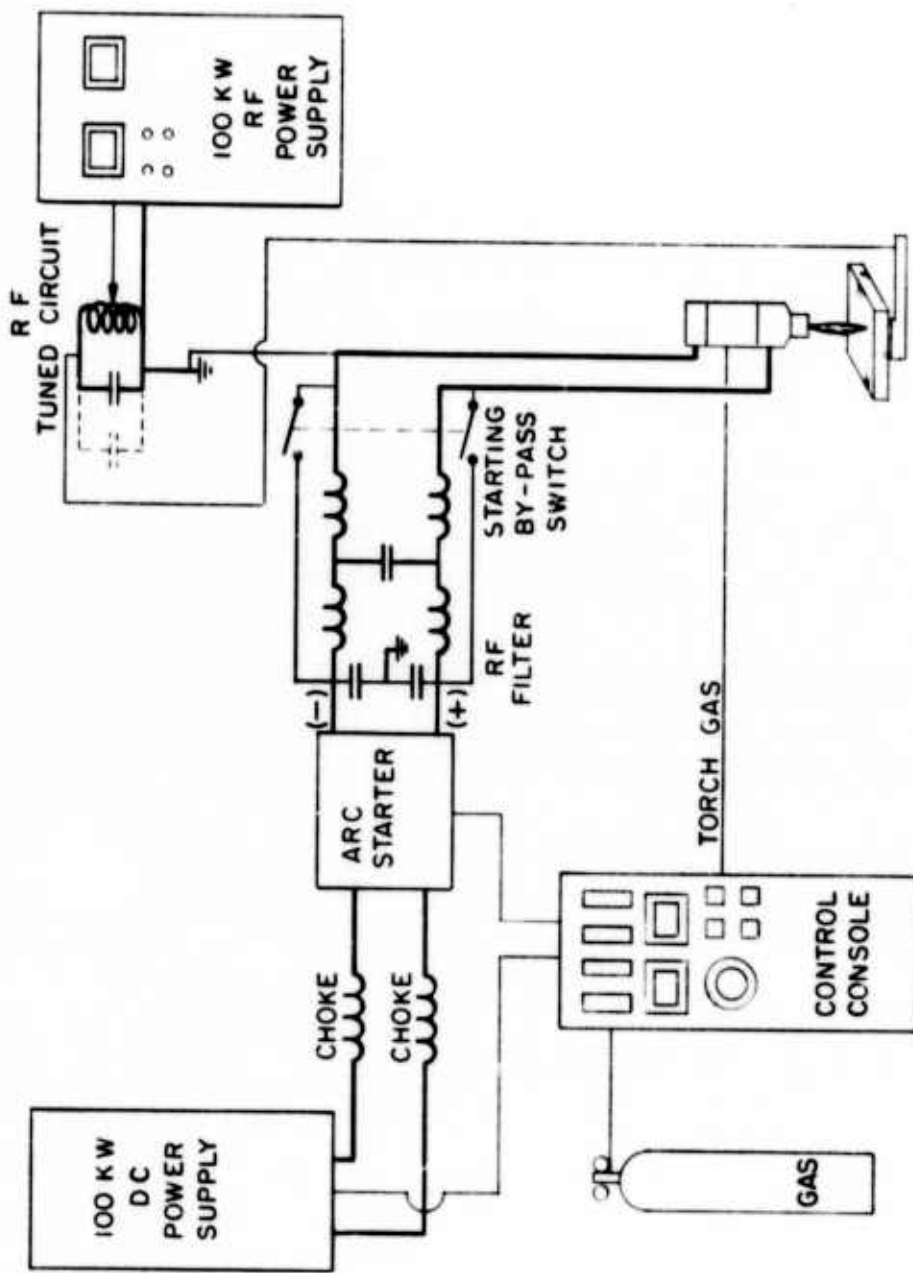 100 KW
DC
POWER
SUPPLY
CHOKE
CHOKE
ARC
STARTER
(−)
(+)
RF
FILTER
STARTING
BY-PASS
SWITCH
RF
TUNED CIRCUIT
100 KW
RF
POWER
SUPPLY
GAS
CONTROL
CONSOLE
TORCH GAS